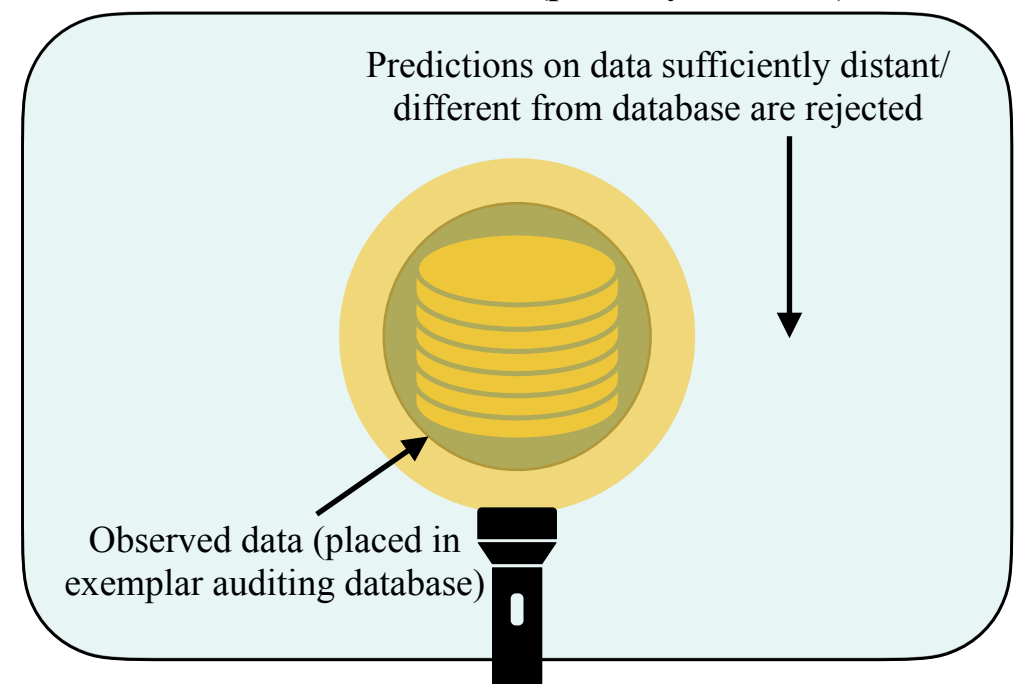 Predictions on data sufficiently distant/
different from database are rejected
Observed data (placed in
exemplar auditing database)